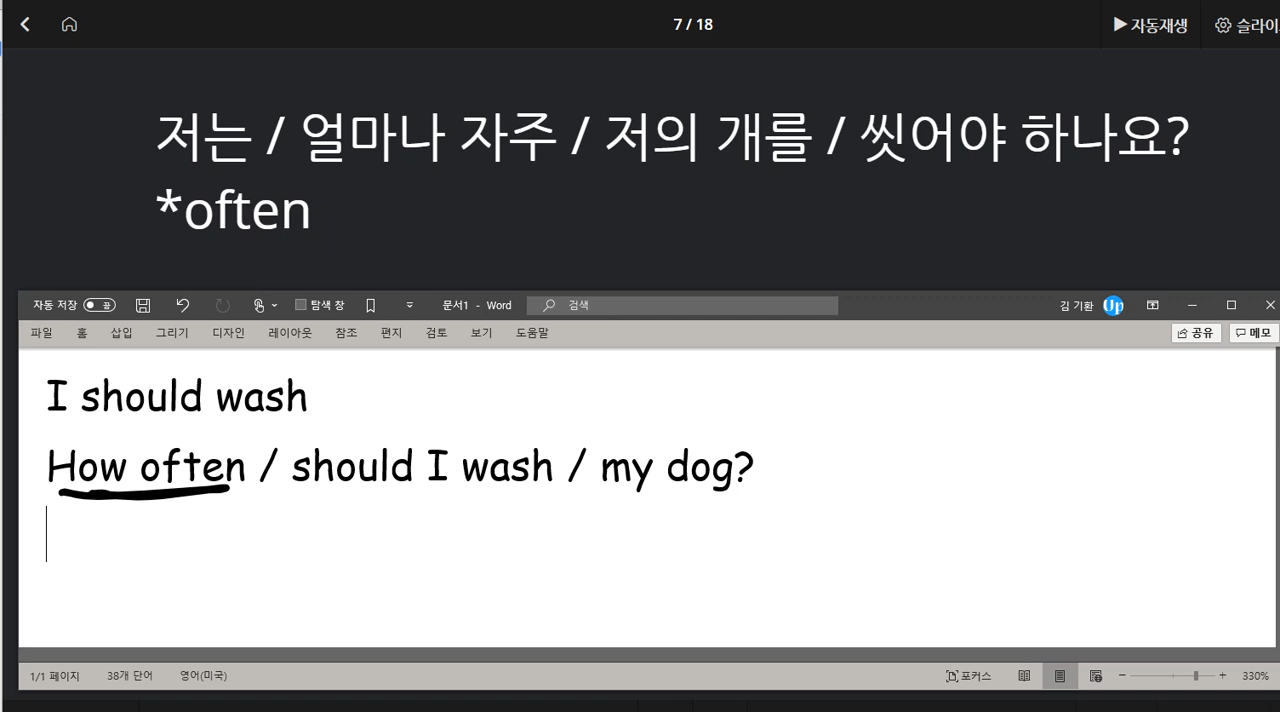 7 / 18
▶ 자동재생
슬라이
저는 / 얼마나 자주 / 저의 개를 / 씻어야 하나요?
*often
자동 저장 끔 탐색 창 문서1 - Word 검색 김 기환 Up
파일 홈 삽입 그리기 디자인 레이아웃 참조 편지 검토 보기 도움말 공유 메모
I should wash
How often / should I wash / my dog?
1/1 페이지 38개 단어 영어(미국) 포커스 330%